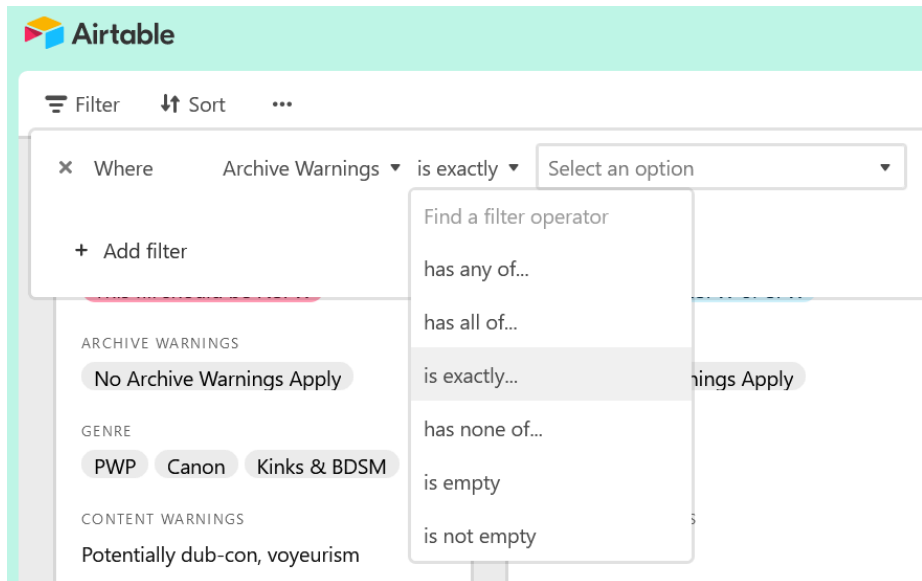 Airtable
Filter Sort ...
Where Archive Warnings is exactly Select an option
Find a filter operator
+ Add filter
has any of...
has all of...
ARCHIVE WARNINGS
No Archive Warnings Apply
is exactly...
nings Apply
has none of...
GENRE
PWP Canon Kinks & BDSM
is empty
CONTENT WARNINGS
S
is not empty
Potentially dub-con, voyeurism